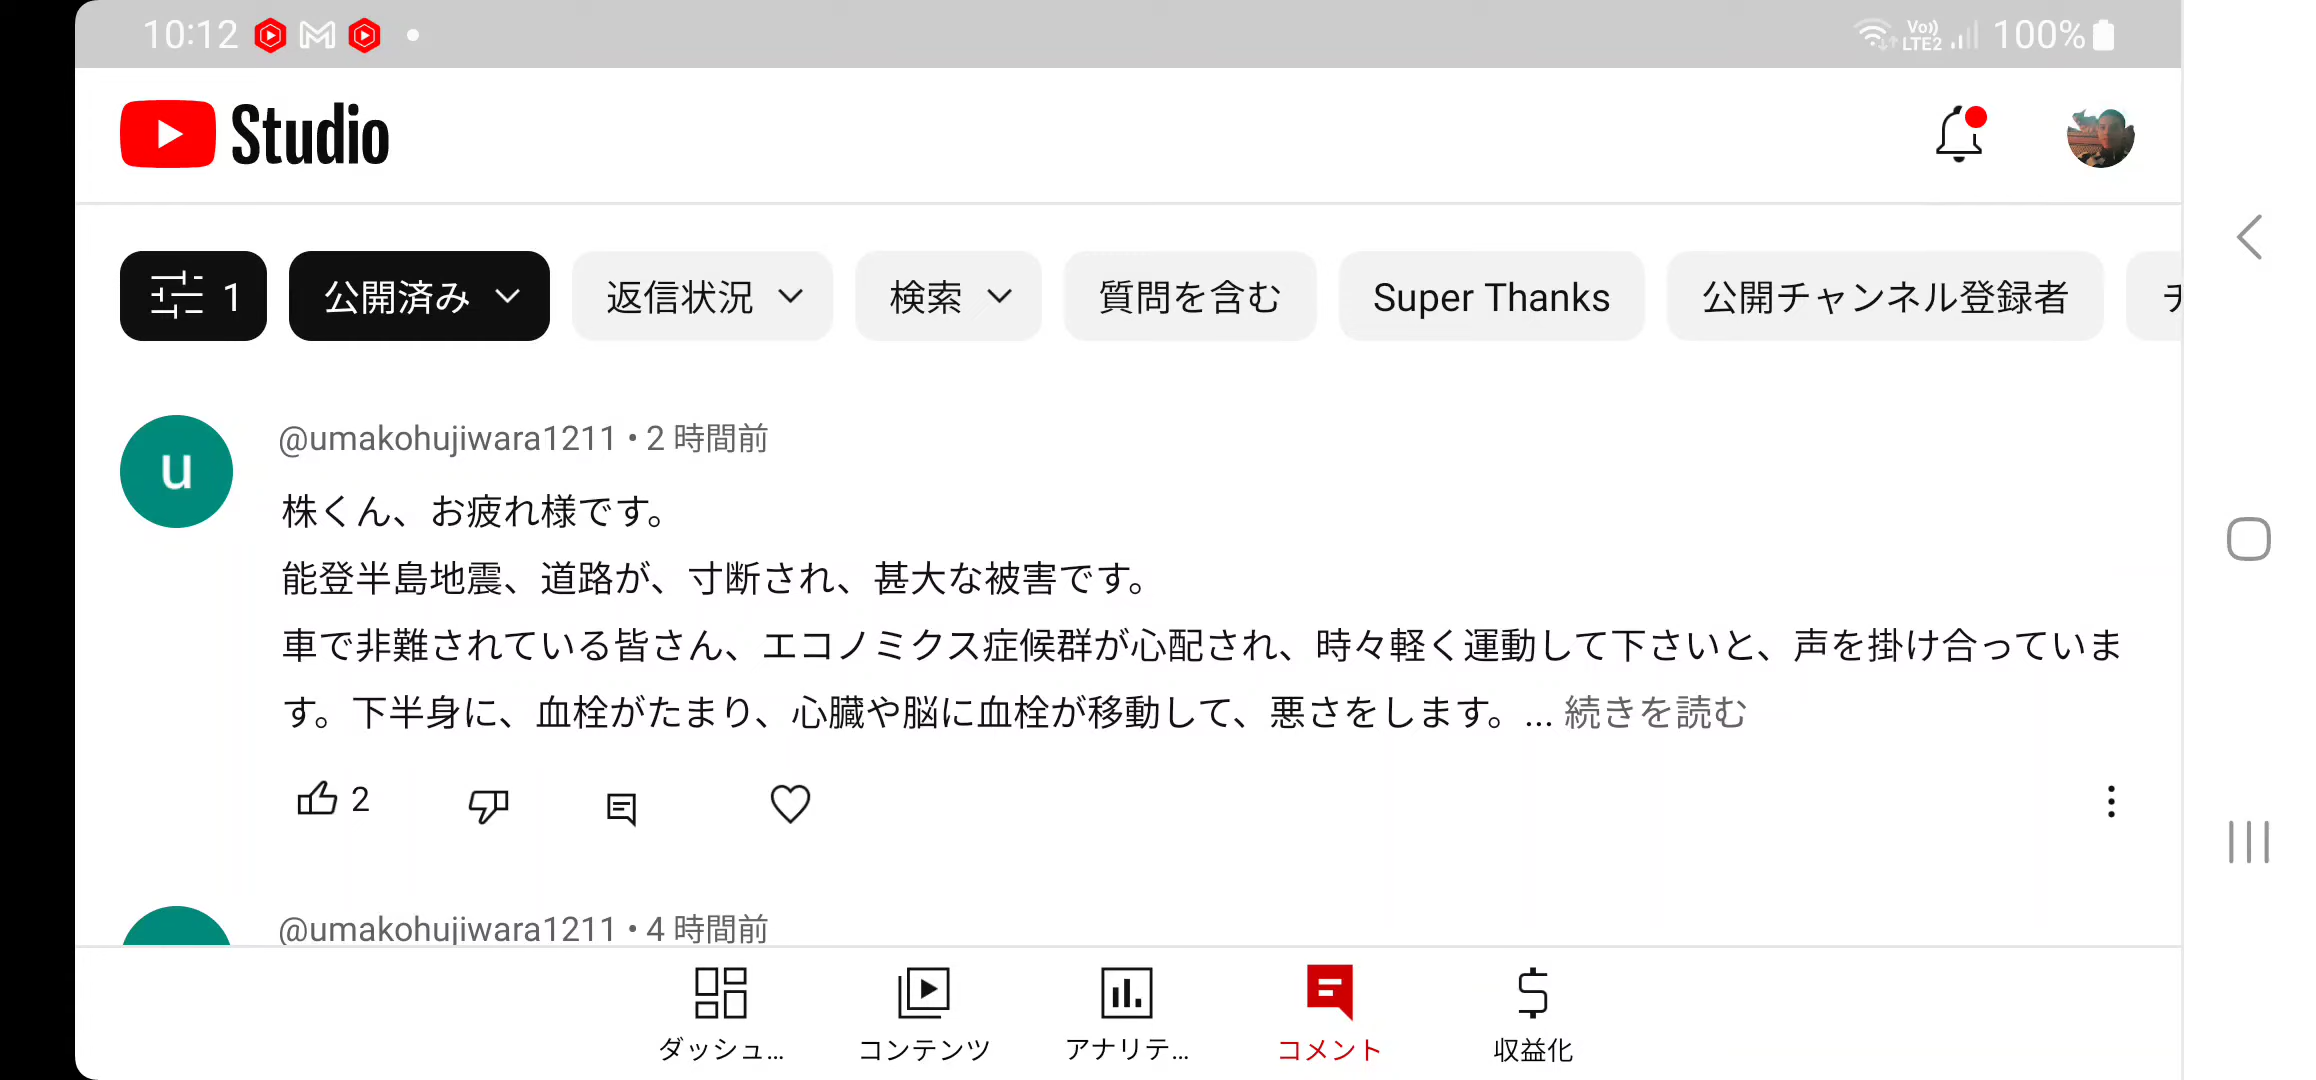 10:12
Vo)) LTE2 100%
Studio
1 公開済み 返信状況 検索 質問を含む Super Thanks 公開チャンネル登録者 チ
@umakohujiwara1211 • 2 時間前
u
株くん、お疲れ様です。
能登半島地震、道路が、寸断され、甚大な被害です。
車で非難されている皆さん、エコノミクス症候群が心配され、時々軽く運動して下さいと、声を掛け合っていま
す。下半身に、血栓がたまり、心臓や脳に血栓が移動して、悪さをします。... 続きを読む
2
@umakohujiwara1211 • 4 時間前
ダッシュ... コンテンツ アナリテ... コメント 収益化